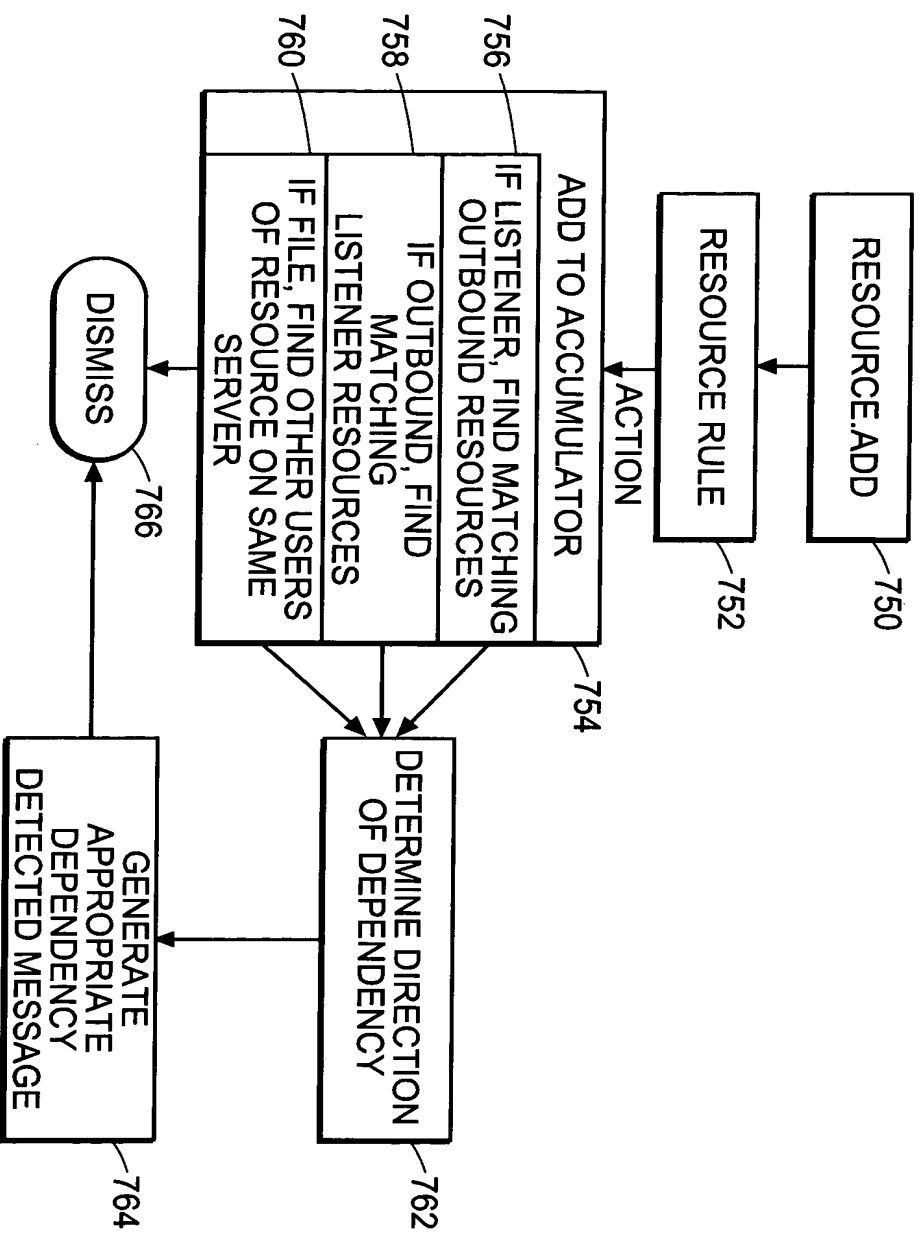 RESOURCE.ADD
750
RESOURCE RULE
752
ACTION
ADD TO ACCUMULATOR
754
756
IF LISTENER, FIND MATCHING
OUTBOUND RESOURCES
758
IF OUTBOUND, FIND
MATCHING
LISTENER RESOURCES
760
IF FILE, FIND OTHER USERS
OF RESOURCE ON SAME
SERVER
DETERMINE DIRECTION
OF DEPENDENCY
762
GENERATE
APPROPRIATE
DEPENDENCY
DETECTED MESSAGE
764
DISMISS
766